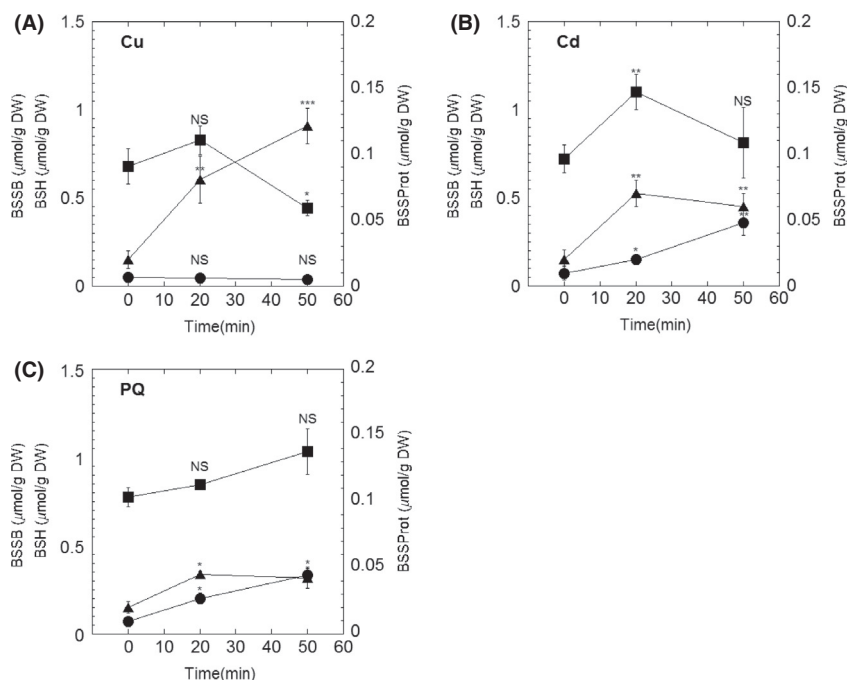 (A)
Cu
1.5
1
0.5
0
0.2
0.15
0.1
0.05
0
BSSB (μmol/g DW)
BSH (μmol/g DW)
BSSProt (μmol/g DW)
NS
*
**
***
*
NS
NS
0 10 20 30 40 50 60
Time(min)
(B)
Cd
1.5
1
0.5
0
0.2
0.15
0.1
0.05
0
BSSB (μmol/g DW)
BSH (μmol/g DW)
BSSProt (μmol/g DW)
**
NS
**
**
**
*
0 10 20 30 40 50 60
Time(min)
(C)
PQ
1.5
1
0.5
0
0.2
0.15
0.1
0.05
0
BSSB (μmol/g DW)
BSH (μmol/g DW)
BSSProt (μmol/g DW)
NS
NS
*
*
*
*
0 10 20 30 40 50 60
Time(min)